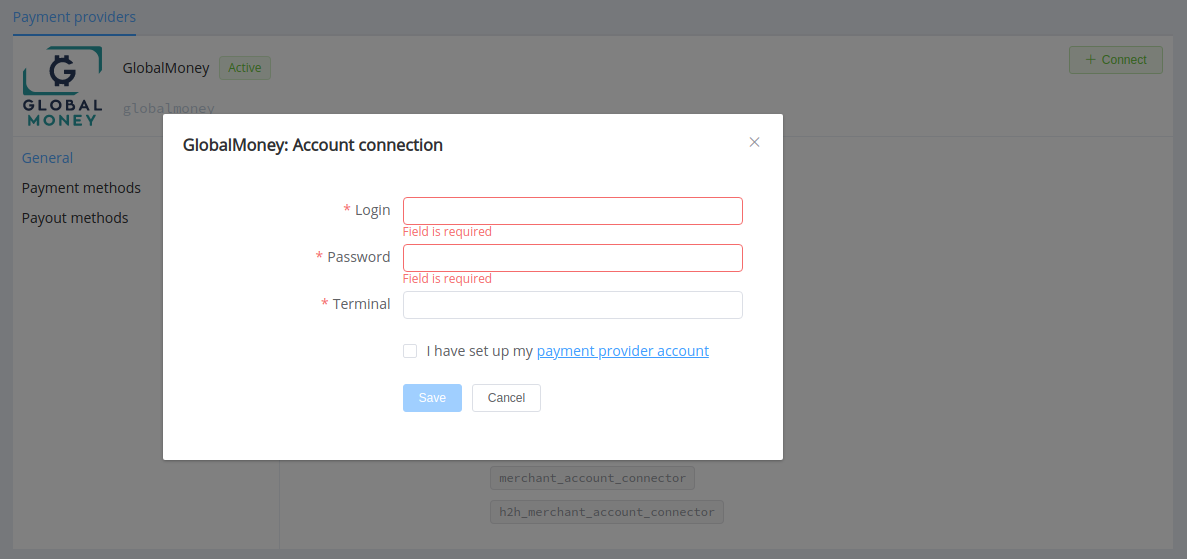 Payment providers
GlobalMoney Active
+ Connect
GLOBAL
MONEY
globalmoney
General
Payment methods
Payout methods
GlobalMoney: Account connection
* Login
Field is required
* Password
Field is required
* Terminal
I have set up my payment provider account
Save Cancel
merchant_account_connector
h2h_merchant_account_connector